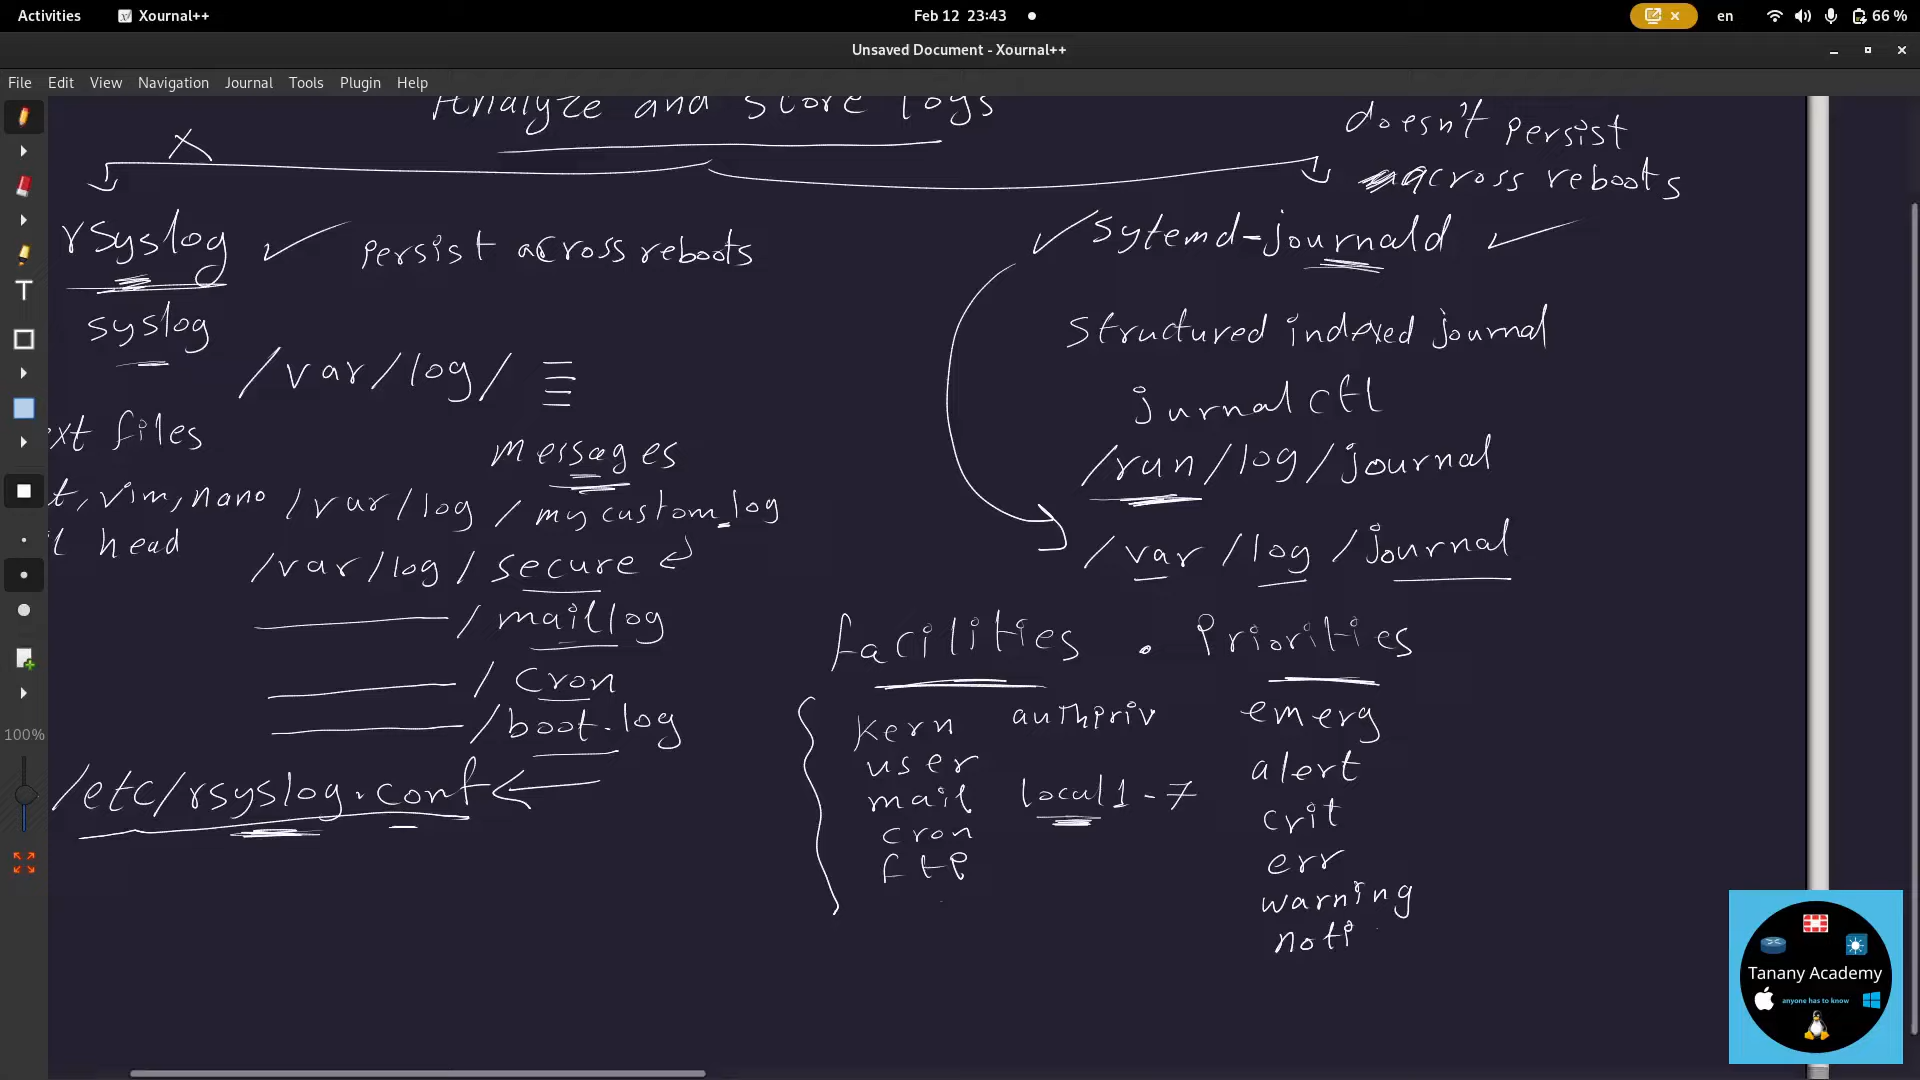 Activities Xournal++ Feb 12 23:43 en 66 %
Unsaved Document - Xournal++
File Edit View Navigation Journal Tools Plugin Help
Analyze and Store logs
doesn't persist
across reboots
X
rsyslog persist across reboots
sytemd-journald
syslog
structured indexed journal
/var/log/
jurnalctl
ext files
messages
/run/log/journal
t, vim, nano /var/log/my custom_log
l head
/var/log/secure
/var/log/journal
/maillog
facilities . Priorities
/cron
/boot.log
kern authpriv emerg
user
alert
/etc/rsyslog.conf
mail local1-7
crit
cron
ftp
err
warning
noti
100%
T
Tanany Academy
anyone has to know